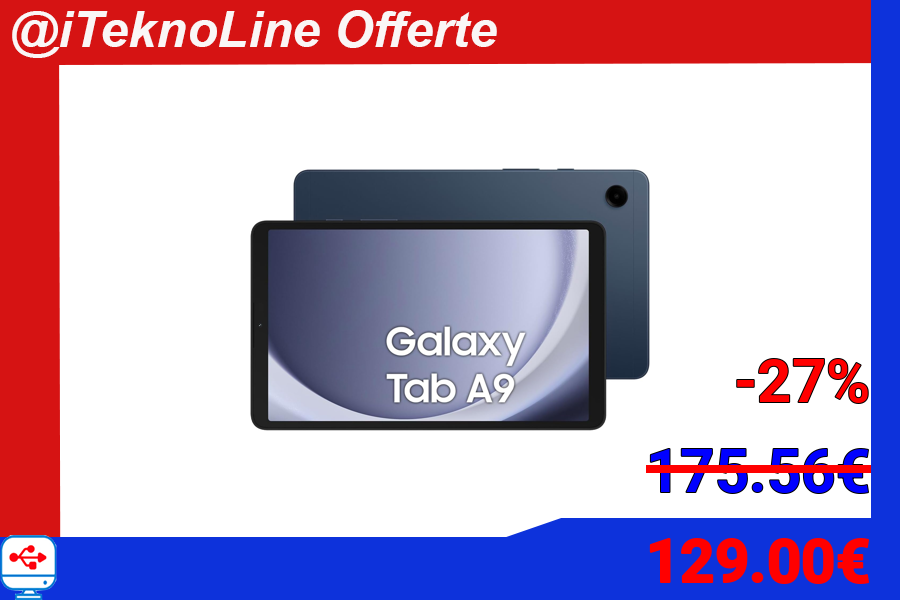 @iTeknoLine Offerte
Galaxy
Tab A9
-27%
175.56€
129.00€